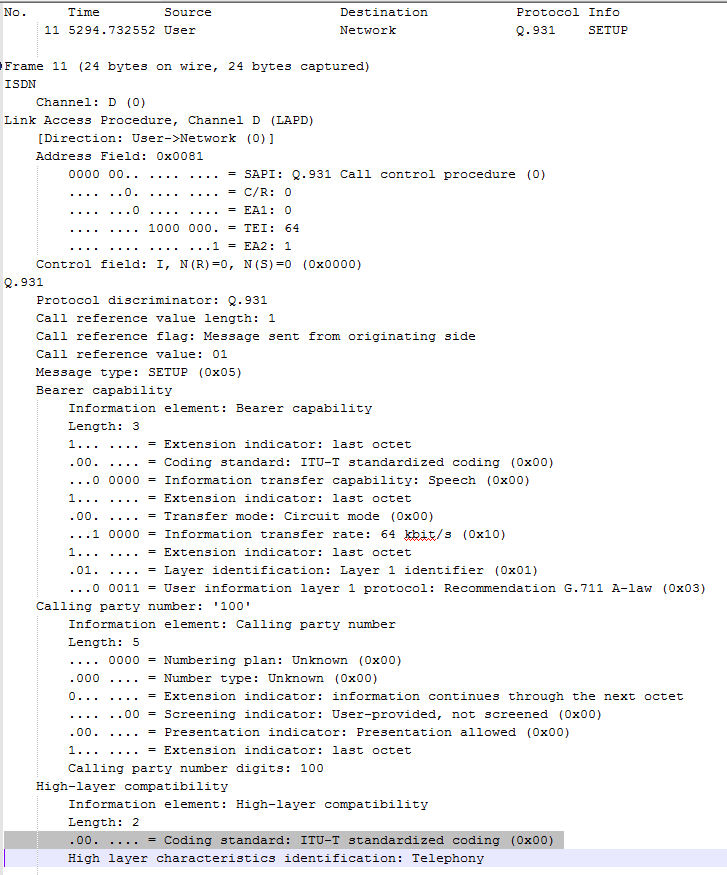 No.     Time        Source                Destination           Protocol Info
     11 5294.732552 User                  Network               Q.931    SETUP
Frame 11 (24 bytes on wire, 24 bytes captured)
ISDN
    Channel: D (0)
Link Access Procedure, Channel D (LAPD)
    [Direction: User->Network (0)]
    Address Field: 0x0081
        0000 00.. .... .... = SAPI: Q.931 Call control procedure (0)
        .... ..0. .... .... = C/R: 0
        .... ...0 .... .... = EA1: 0
        .... .... 1000 000. = TEI: 64
        .... .... .... ...1 = EA2: 1
    Control field: I, N(R)=0, N(S)=0 (0x0000)
Q.931
    Protocol discriminator: Q.931
    Call reference value length: 1
    Call reference flag: Message sent from originating side
    Call reference value: 01
    Message type: SETUP (0x05)
    Bearer capability
        Information element: Bearer capability
        Length: 3
        1... .... = Extension indicator: last octet
        .00. .... = Coding standard: ITU-T standardized coding (0x00)
        ...0 0000 = Information transfer capability: Speech (0x00)
        1... .... = Extension indicator: last octet
        .00. .... = Transfer mode: Circuit mode (0x00)
        ...1 0000 = Information transfer rate: 64 kbit/s (0x10)
        1... .... = Extension indicator: last octet
        .01. .... = Layer identification: Layer 1 identifier (0x01)
        ...0 0011 = User information layer 1 protocol: Recommendation G.711 A-law (0x03)
    Calling party number: '100'
        Information element: Calling party number
        Length: 5
        .... 0000 = Numbering plan: Unknown (0x00)
        .000 .... = Number type: Unknown (0x00)
        0... .... = Extension indicator: information continues through the next octet
        .... ..00 = Screening indicator: User-provided, not screened (0x00)
        .00. .... = Presentation indicator: Presentation allowed (0x00)
        1... .... = Extension indicator: last octet
        Calling party number digits: 100
    High-layer compatibility
        Information element: High-layer compatibility
        Length: 2
        .00. .... = Coding standard: ITU-T standardized coding (0x00)
        High layer characteristics identification: Telephony